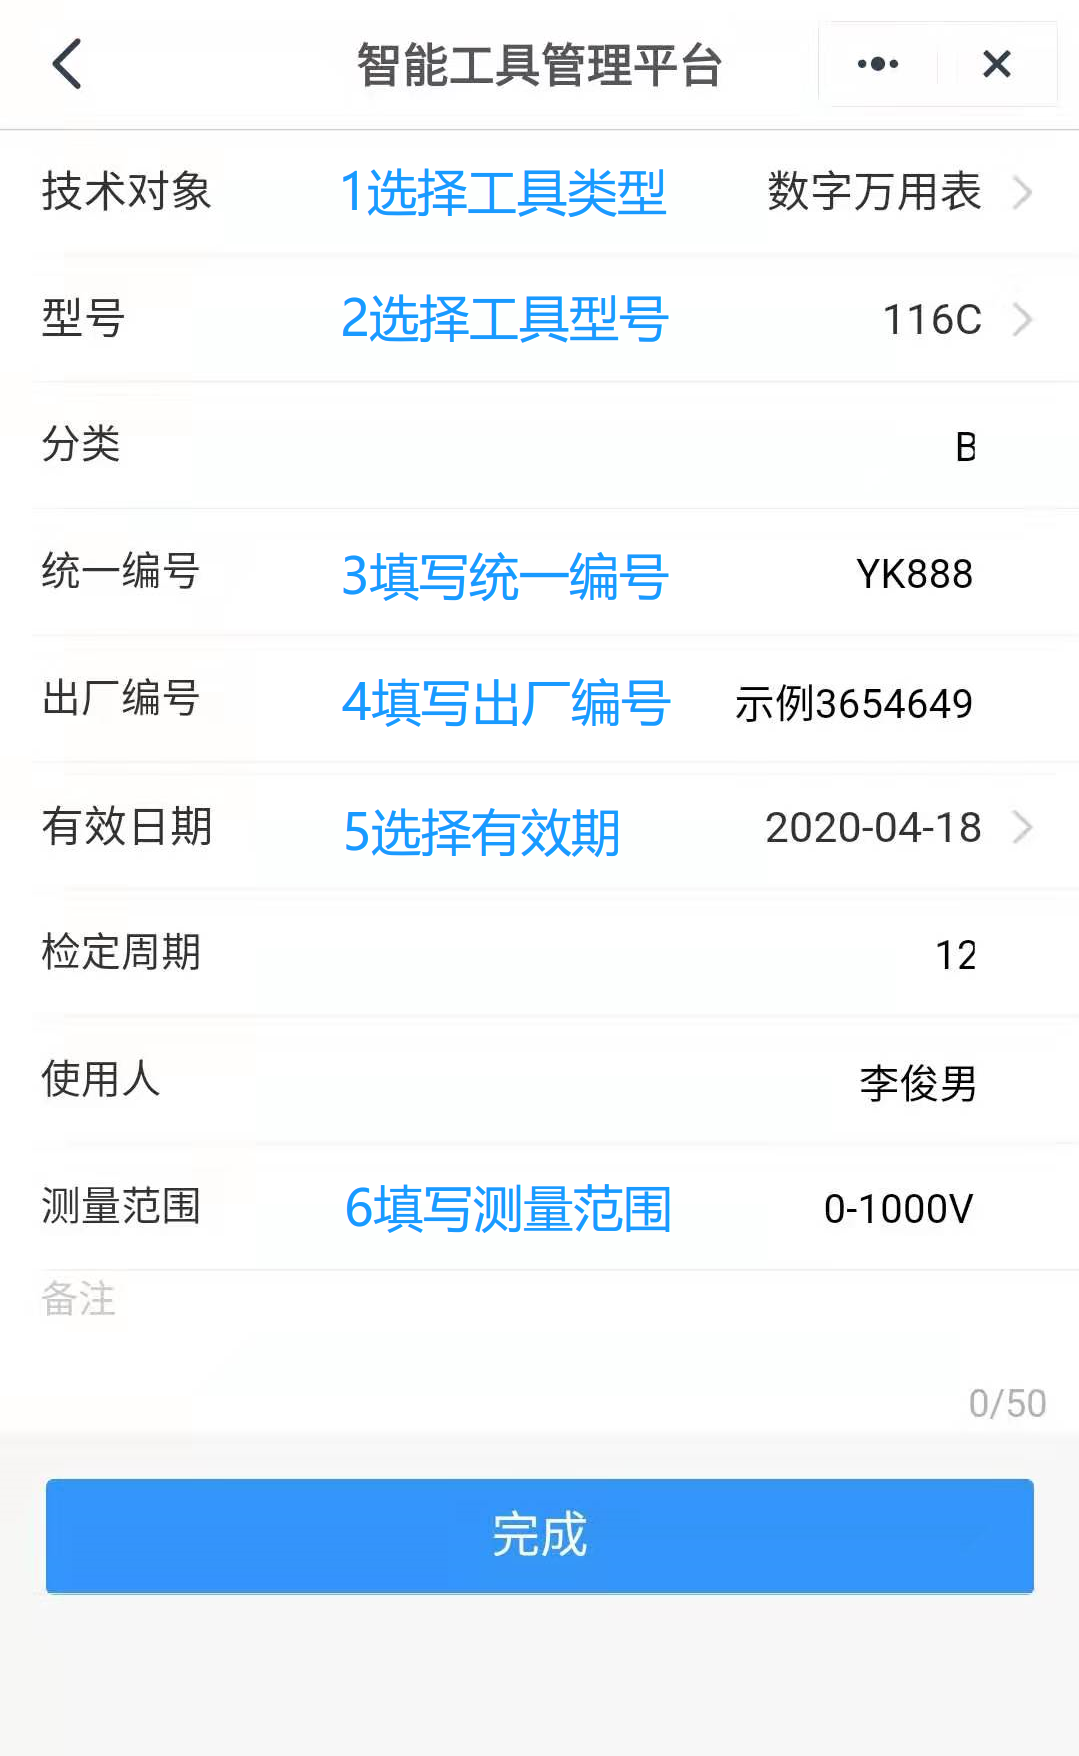 智能工具管理平台
技术对象 1选择工具类型 数字万用表
型号 2选择工具型号 116C
分类 B
统一编号 3填写统一编号 YK888
出厂编号 4填写出厂编号 示例3654649
有效日期 5选择有效期 2020-04-18
检定周期 12
使用人 李俊男
测量范围 6填写测量范围 0-1000V
备注
0/50
完成